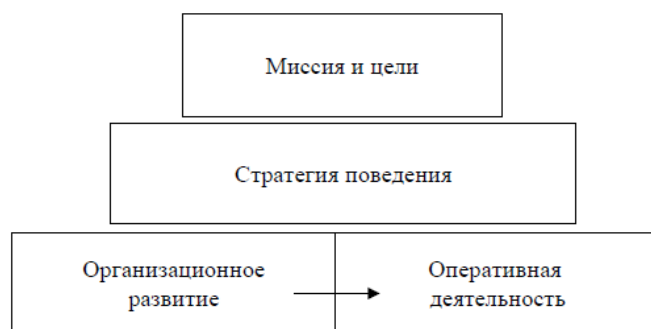 Миссия и цели
Стратегия поведения
Организационное
развитие
Оперативная
деятельность